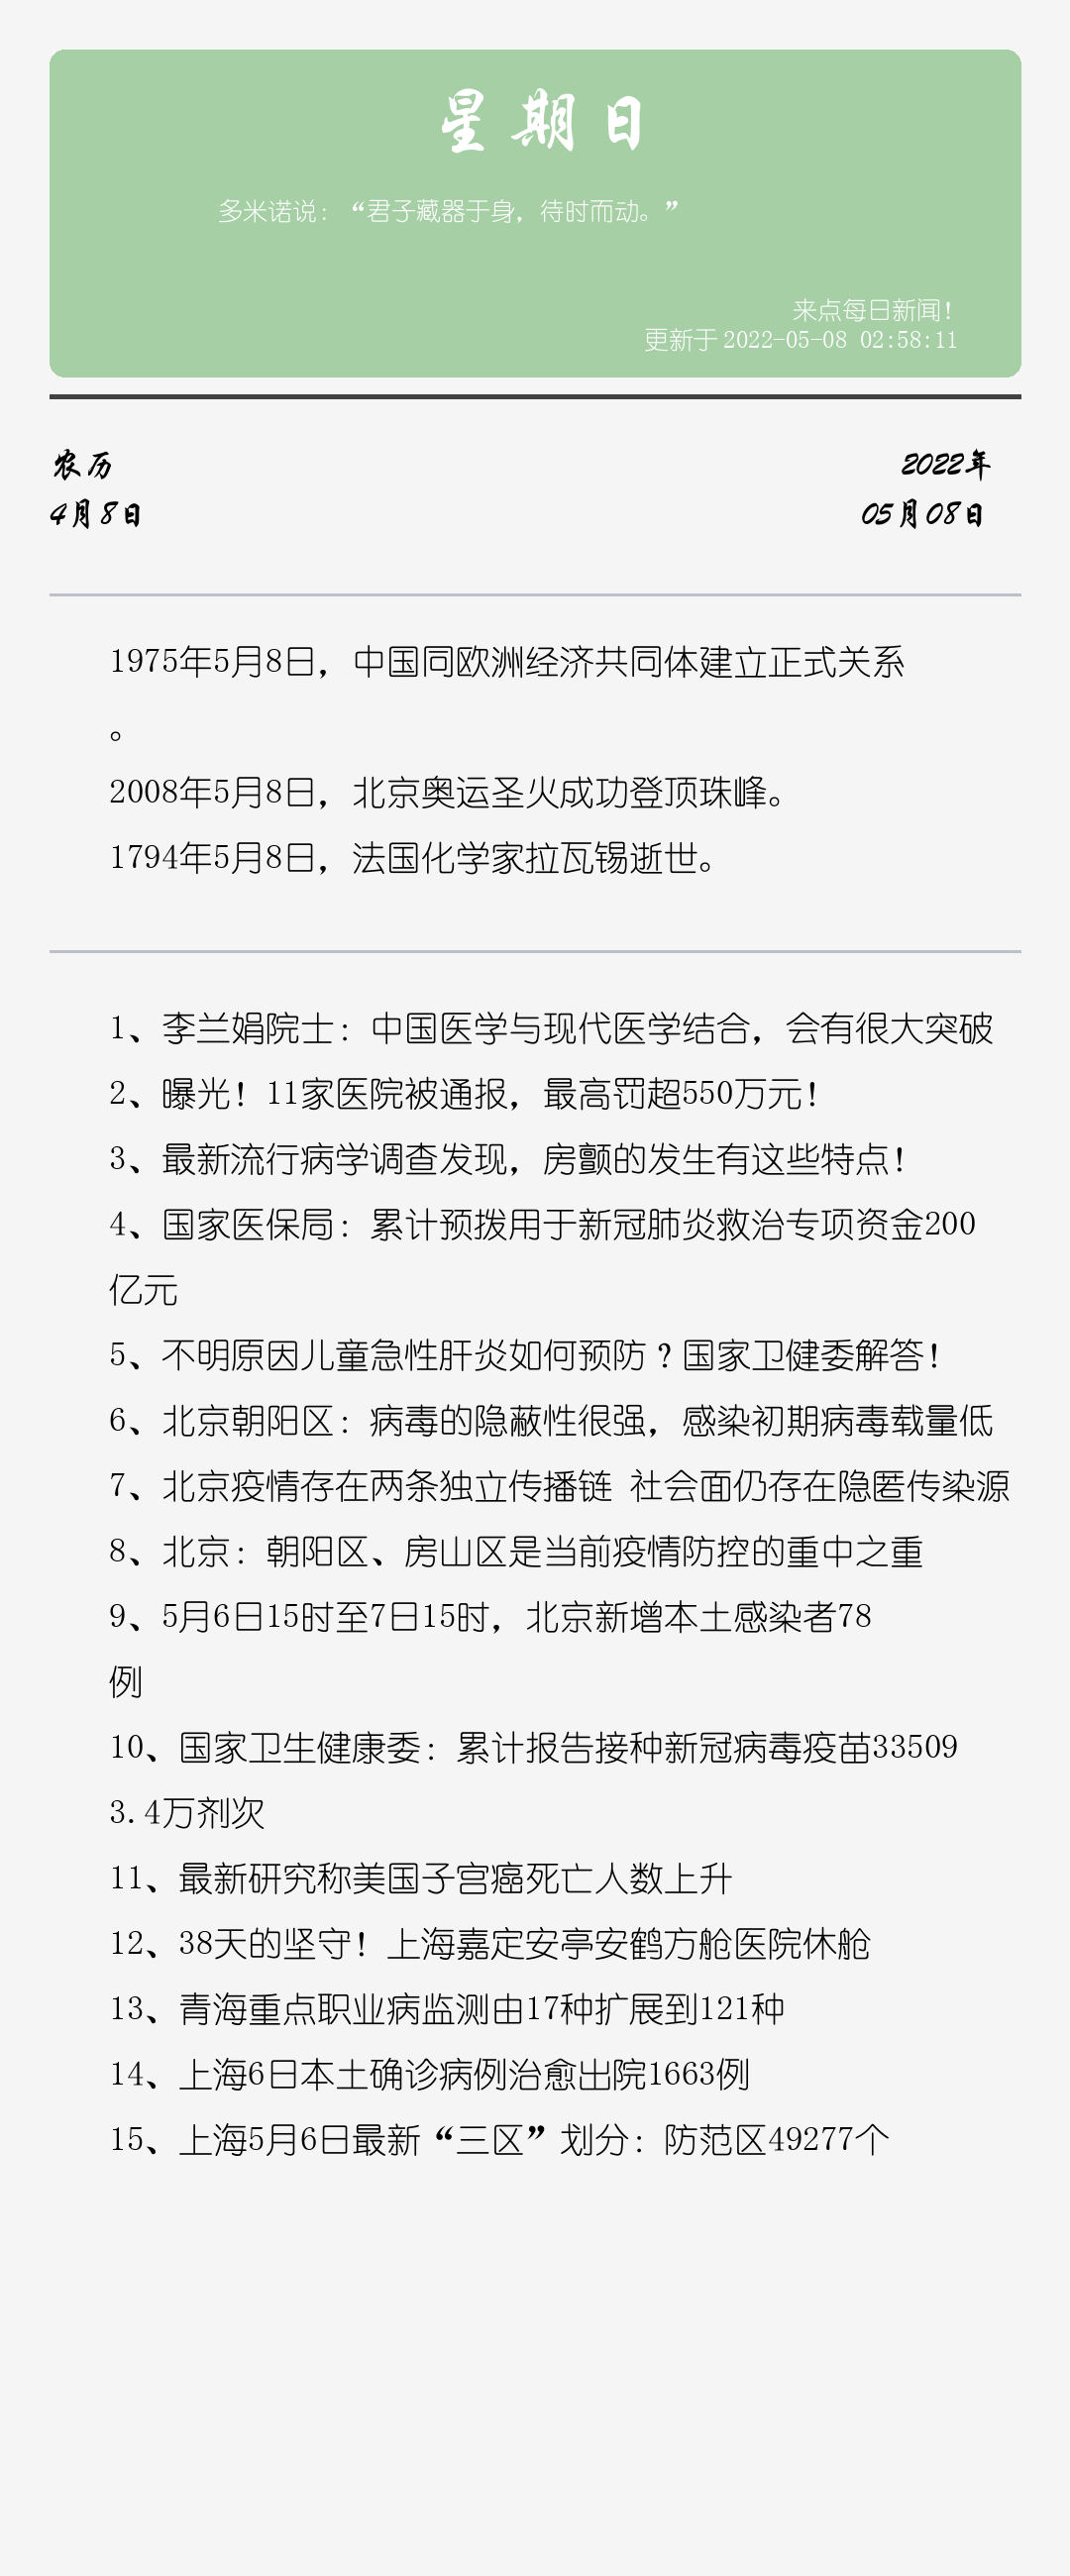 星期日
多米诺说：“君子藏器于身，待时而动。”
来点每日新闻！
更新于 2022-05-08 02:58:11
农历
4月8日
2022年
05月08日
1975年5月8日，中国同欧洲经济共同体建立正式关系
。
2008年5月8日，北京奥运圣火成功登顶珠峰。
1794年5月8日，法国化学家拉瓦锡逝世。
1、李兰娟院士：中国医学与现代医学结合，会有很大突破
2、曝光！11家医院被通报，最高罚超550万元！
3、最新流行病学调查发现，房颤的发生有这些特点！
4、国家医保局：累计预拨用于新冠肺炎救治专项资金200
亿元
5、不明原因儿童急性肝炎如何预防？国家卫健委解答！
6、北京朝阳区：病毒的隐蔽性很强，感染初期病毒载量低
7、北京疫情存在两条独立传播链 社会面仍存在隐匿传染源
8、北京：朝阳区、房山区是当前疫情防控的重中之重
9、5月6日15时至7日15时，北京新增本土感染者78
例
10、国家卫生健康委：累计报告接种新冠病毒疫苗33509
3.4万剂次
11、最新研究称美国子宫癌死亡人数上升
12、38天的坚守！上海嘉定安亭安鹤方舱医院休舱
13、青海重点职业病监测由17种扩展到121种
14、上海6日本土确诊病例治愈出院1663例
15、上海5月6日最新“三区”划分：防范区49277个